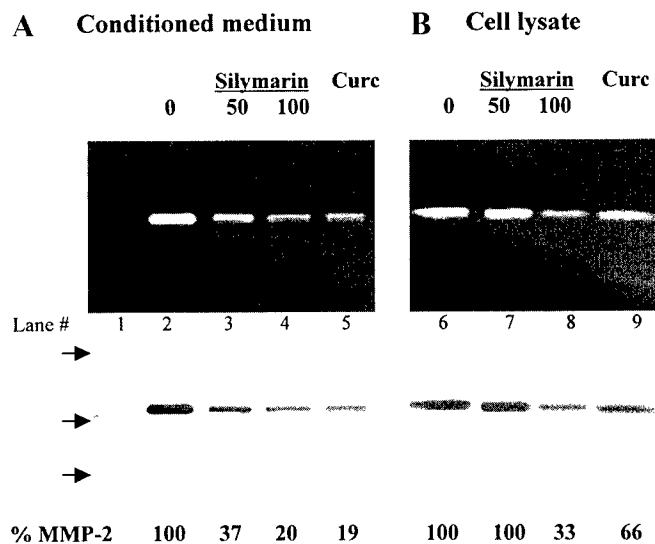 A Conditioned medium
B Cell lysate
Silymarin Curc
0 50 100
Silymarin Curc
0 50 100
Lane # 1 2 3 4 5 6 7 8 9
% MMP-2 100 37 20 19 100 100 33 66